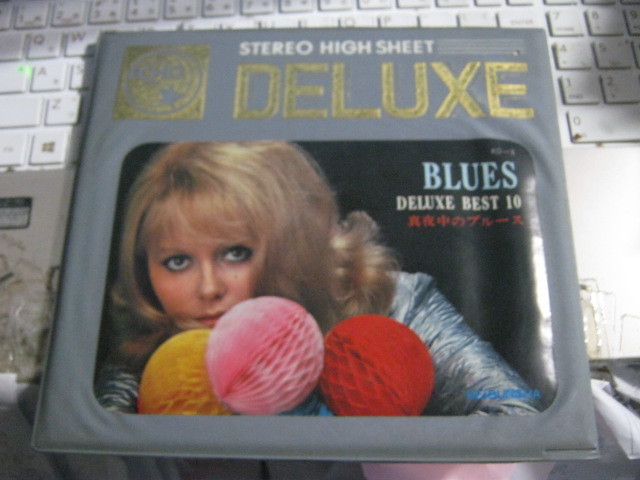 STEREO HIGH SHEET
DELUXE
BLUES
DELUXE BEST 10
真夜中のブルース